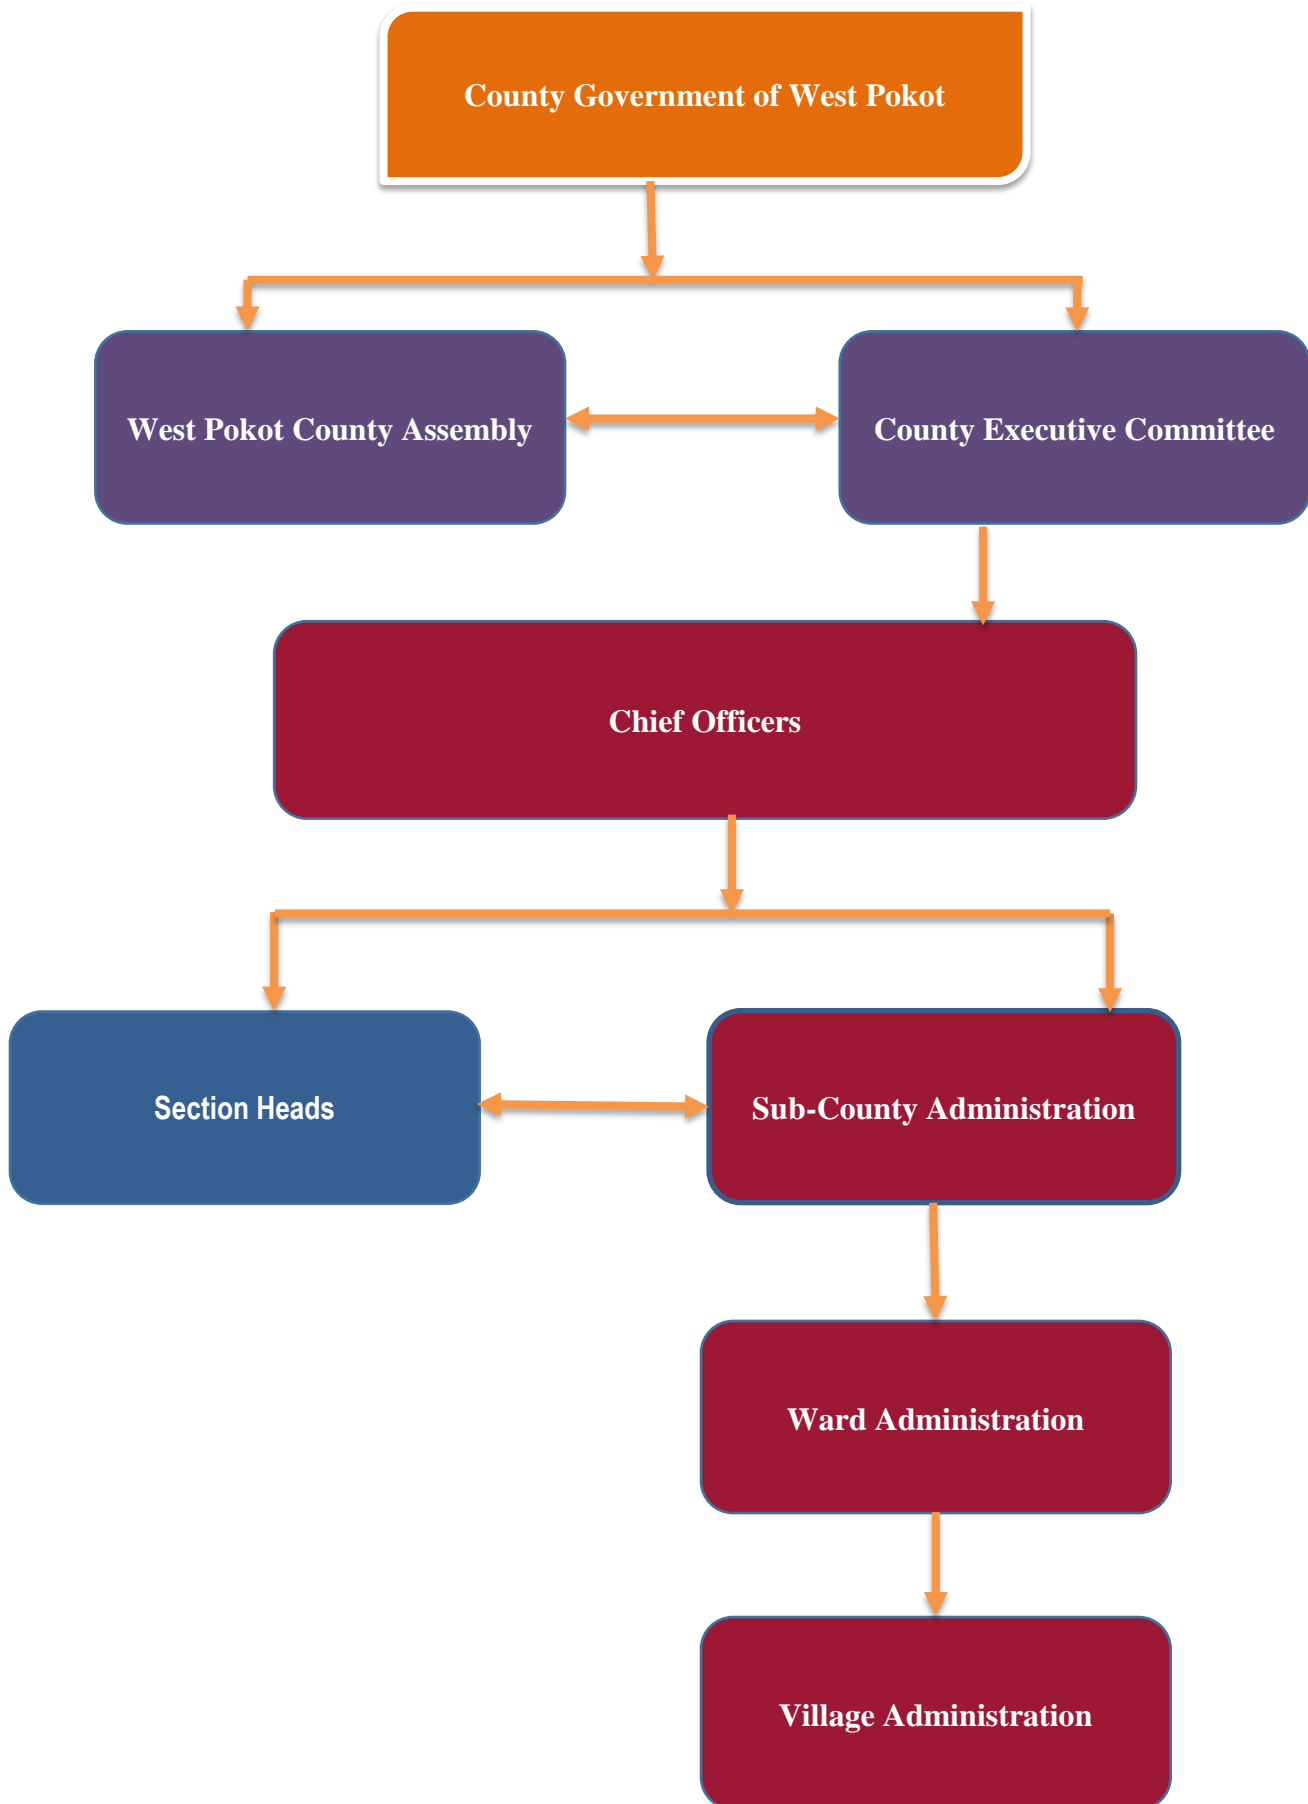 County Government of West Pokot
West Pokot County Assembly
County Executive Committee
Chief Officers
Section Heads
Sub-County Administration
Ward Administration
Village Administration